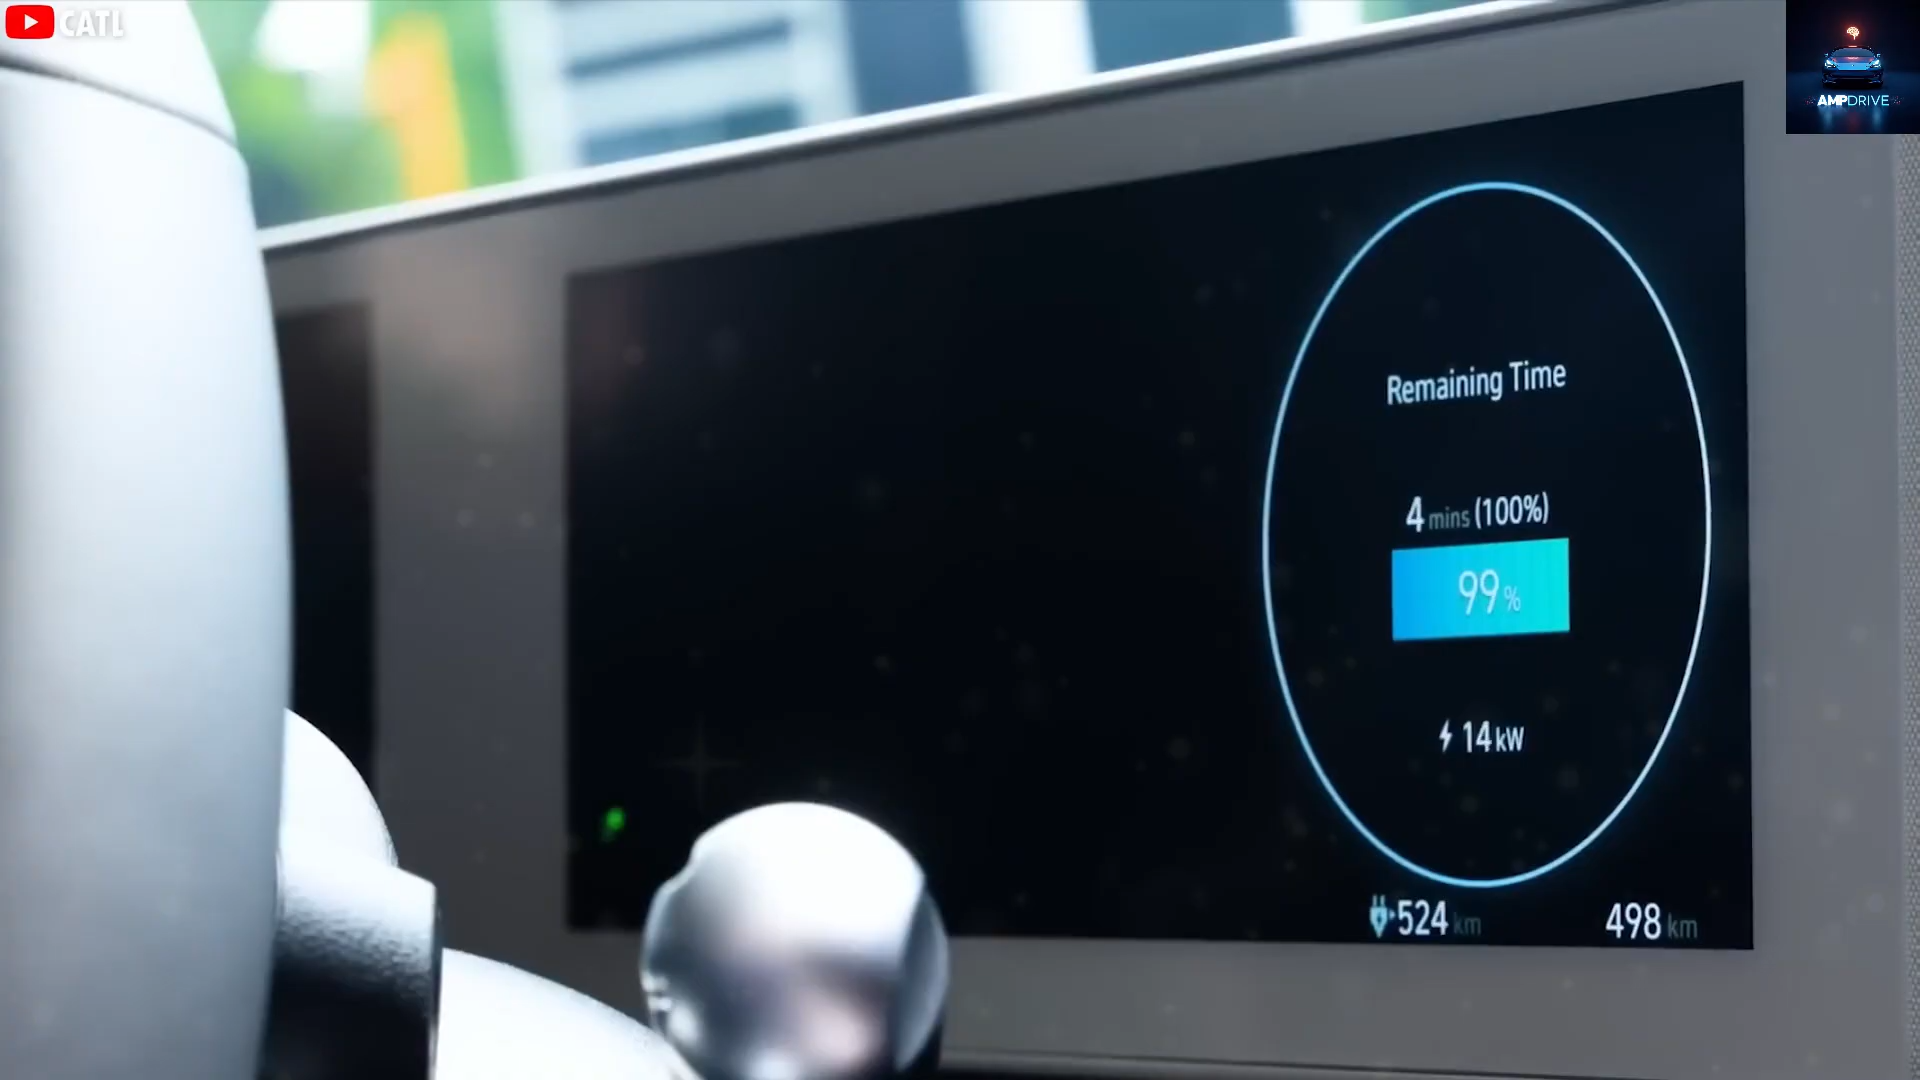 CATL
AMPDRIVE
Remaining Time
4 mins (100%)
99%
14 kW
524 km
498 km